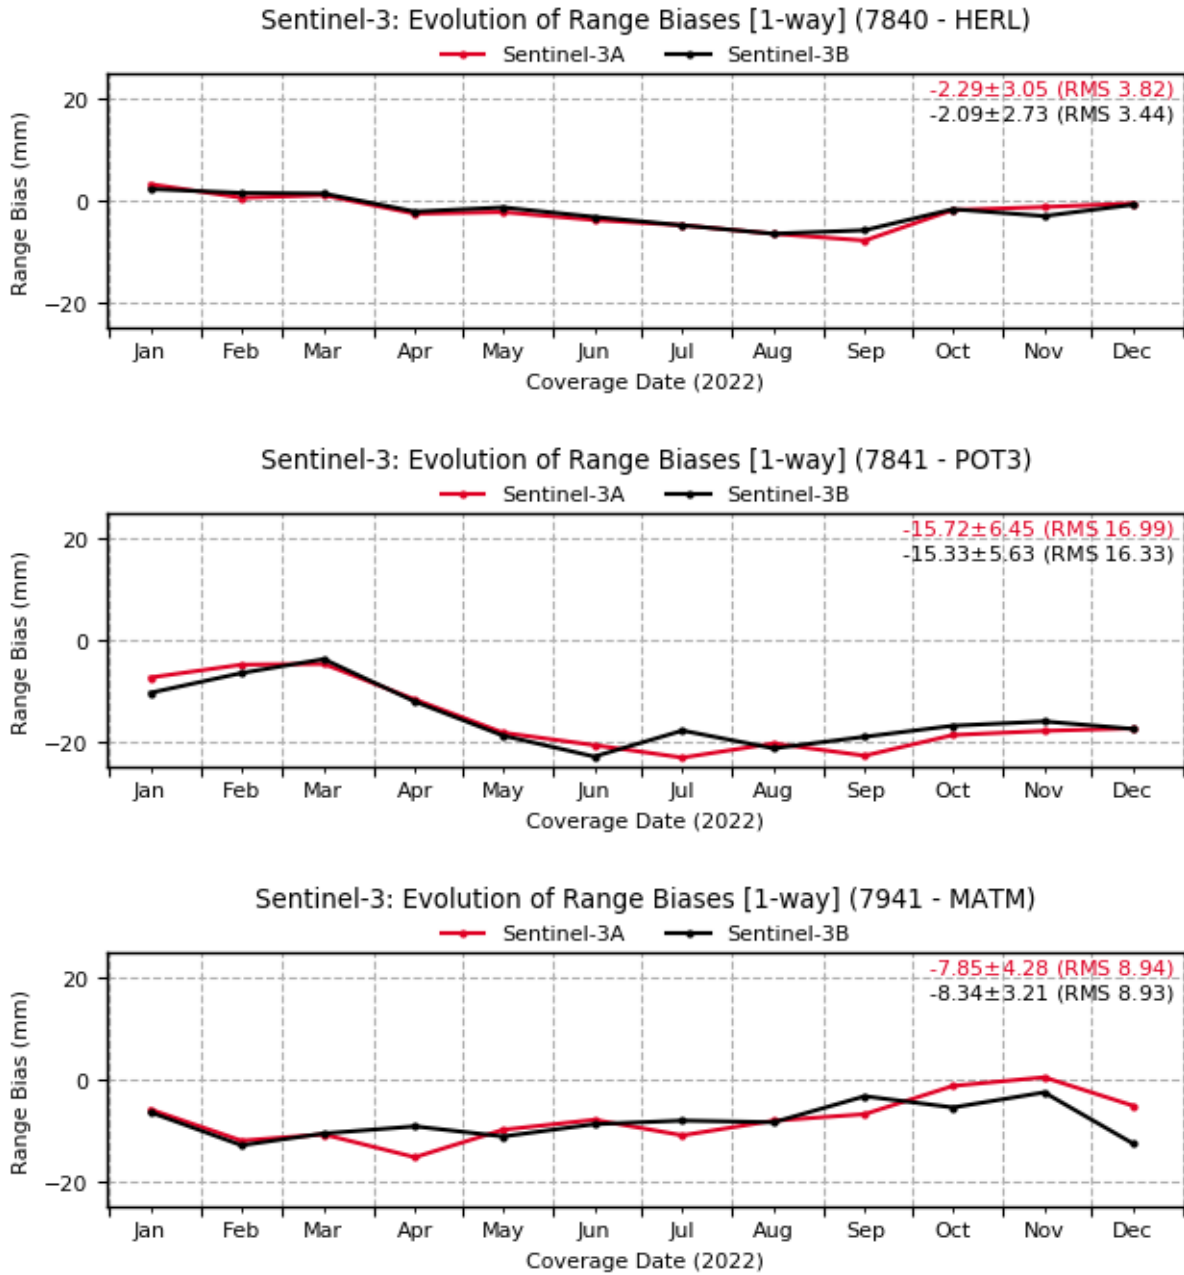 Sentinel-3: Evolution of Range Biases [1-way] (7840 - HERL)
Sentinel-3A Sentinel-3B
-2.29±3.05 (RMS 3.82)
-2.09±2.73 (RMS 3.44)
Range Bias (mm)
20
0
−20
Jan Feb Mar Apr May Jun Jul Aug Sep Oct Nov Dec
Coverage Date (2022)
Sentinel-3: Evolution of Range Biases [1-way] (7841 - POT3)
Sentinel-3A Sentinel-3B
-15.72±6.45 (RMS 16.99)
-15.33±5.63 (RMS 16.33)
Range Bias (mm)
20
0
−20
Jan Feb Mar Apr May Jun Jul Aug Sep Oct Nov Dec
Coverage Date (2022)
Sentinel-3: Evolution of Range Biases [1-way] (7941 - MATM)
Sentinel-3A Sentinel-3B
-7.85±4.28 (RMS 8.94)
-8.34±3.21 (RMS 8.93)
Range Bias (mm)
20
0
−20
Jan Feb Mar Apr May Jun Jul Aug Sep Oct Nov Dec
Coverage Date (2022)